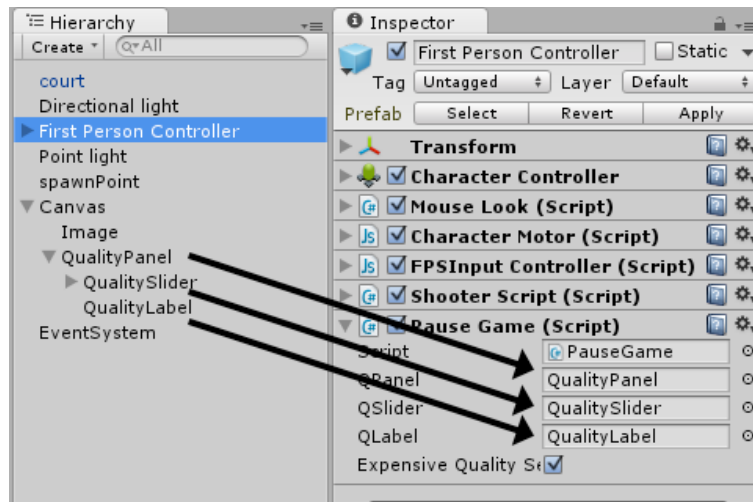 Hierarchy
Create
All
court
Directional light
First Person Controller
Point light
spawnPoint
Canvas
Image
QualityPanel
QualitySlider
QualityLabel
EventSystem
Inspector
First Person Controller Static
Tag Untagged Layer Default
Prefab Select Revert Apply
Transform
Character Controller
C# Mouse Look (Script)
Js Character Motor (Script)
Js FPSInput Controller (Script)
C# Shooter Script (Script)
C# Pause Game (Script)
Script PauseGame
QPanel QualityPanel
QSlider QualitySlider
QLabel QualityLabel
Expensive Quality Se